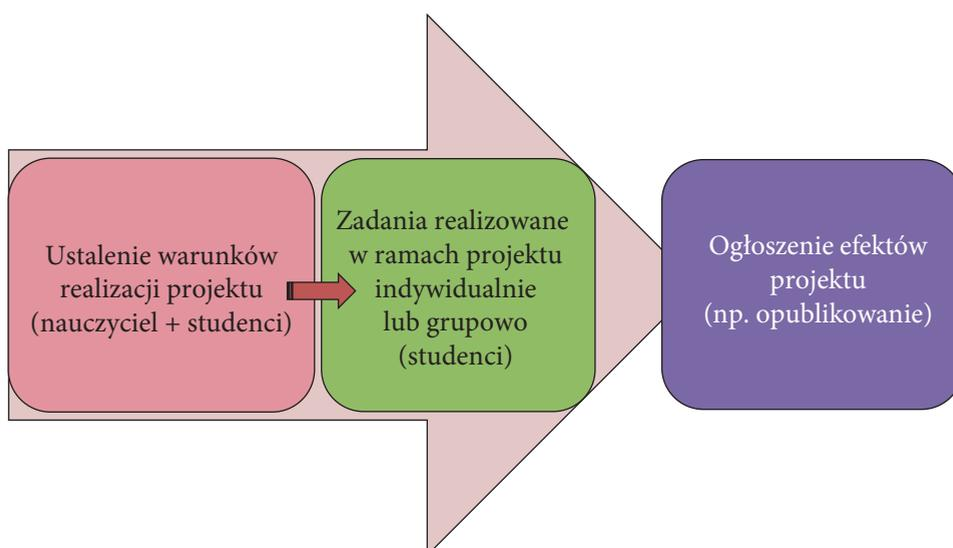 Ustalenie warunków
realizacji projektu
(nauczyciel + studenci)
Zadania realizowane
w ramach projektu
indywidualnie
lub grupowo
(studenci)
Ogłoszenie efektów
projektu
(np. opublikowanie)